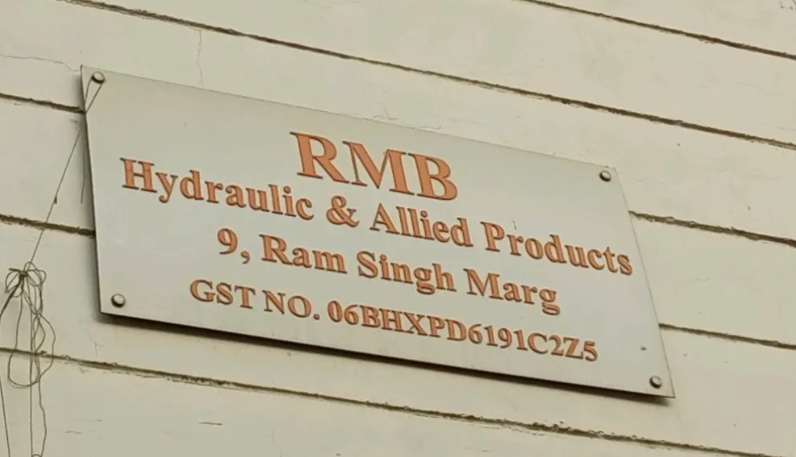 RMB
Hydraulic & Allied Products
9, Ram Singh Marg
GST NO. 06BHXPD6191C2Z5